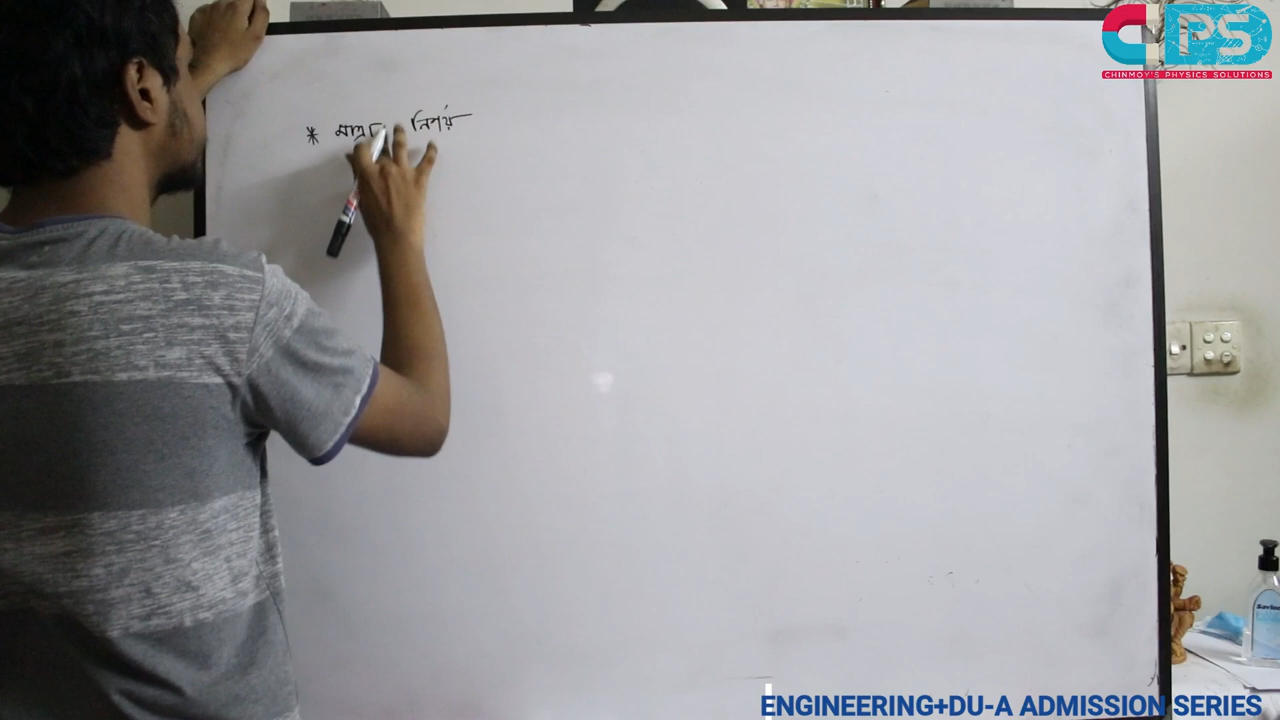 CPS
CHINMOY'S PHYSICS SOLUTIONS
* মাত্রা নির্ণয়
ENGINEERING+DU-A ADMISSION SERIES